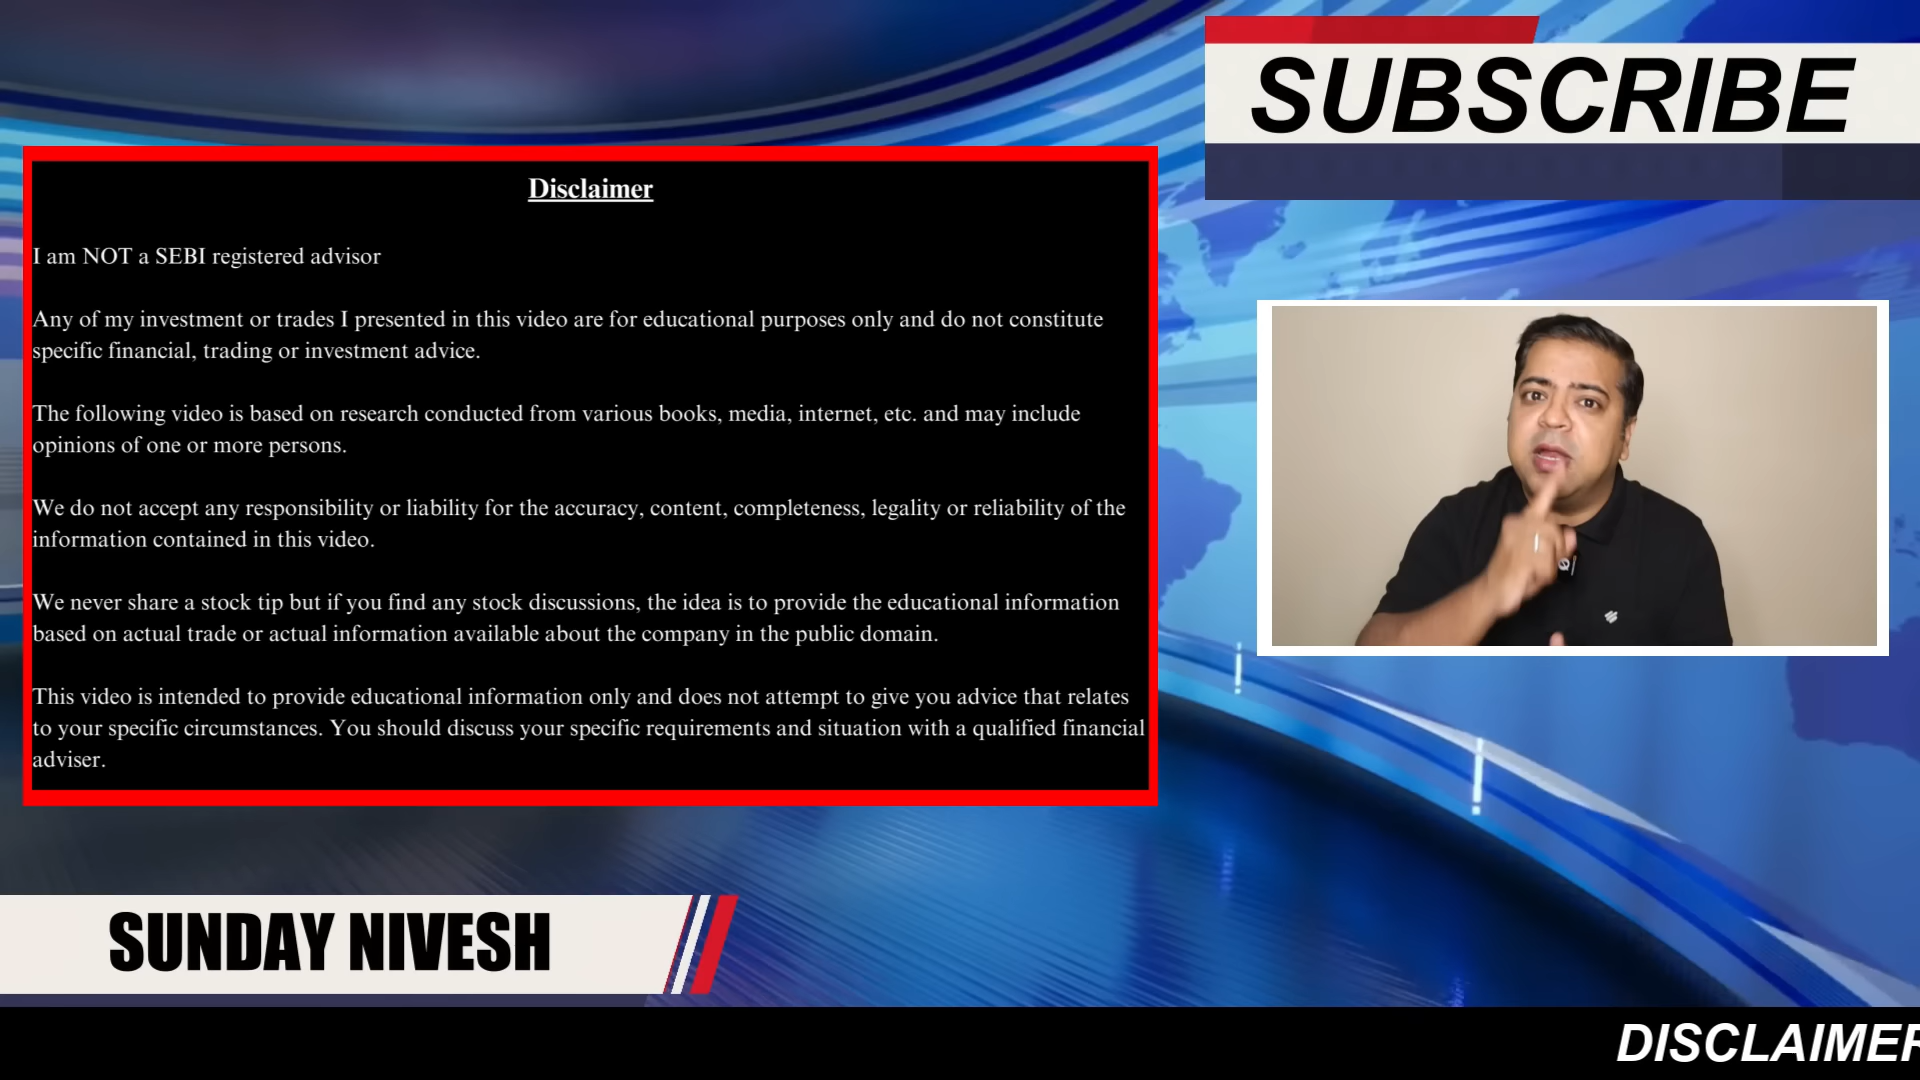 SUBSCRIBE
Disclaimer
I am NOT a SEBI registered advisor
Any of my investment or trades I presented in this video are for educational purposes only and do not constitute
specific financial, trading or investment advice.
The following video is based on research conducted from various books, media, internet, etc. and may include
opinions of one or more persons.
We do not accept any responsibility or liability for the accuracy, content, completeness, legality or reliability of the
information contained in this video.
We never share a stock tip but if you find any stock discussions, the idea is to provide the educational information
based on actual trade or actual information available about the company in the public domain.
This video is intended to provide educational information only and does not attempt to give you advice that relates
to your specific circumstances. You should discuss your specific requirements and situation with a qualified financial
adviser.
SUNDAY NIVESH
DISCLAIMER